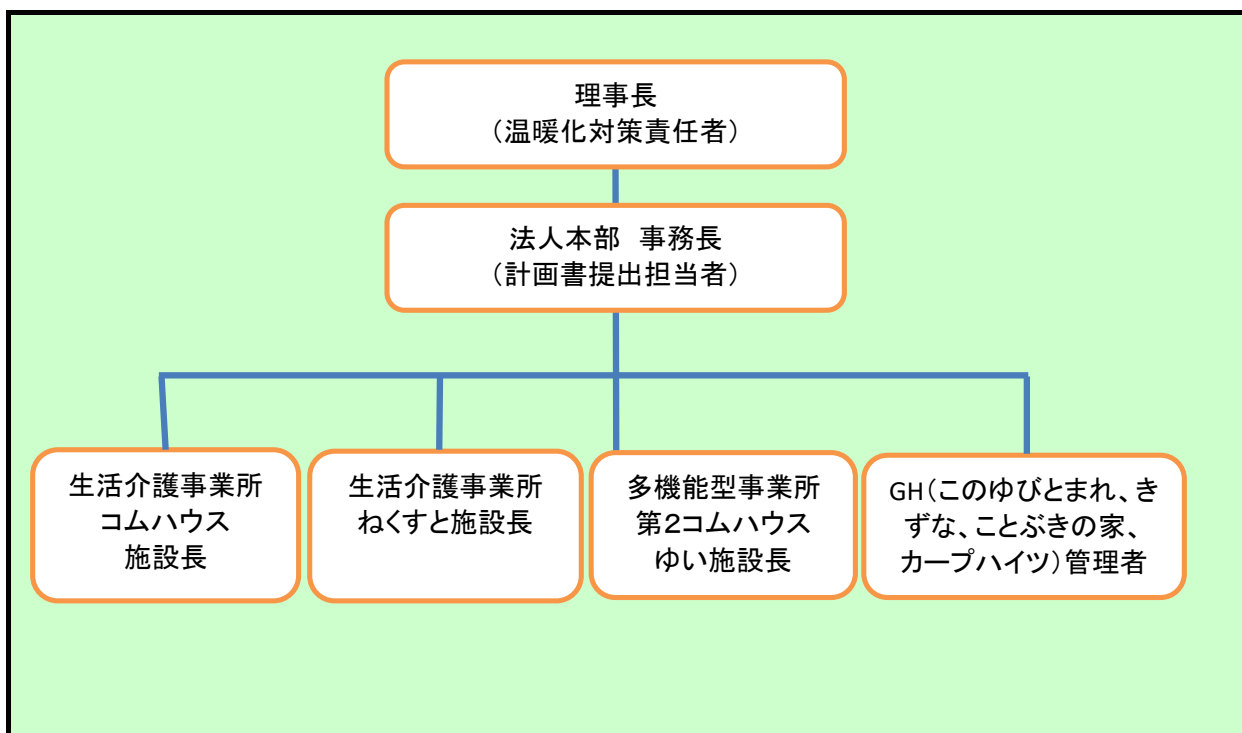 理事長
（温暖化対策責任者）
法人本部　事務長
（計画書提出担当者）
生活介護事業所
コムハウス
施設長
生活介護事業所
ねくすと施設長
多機能型事業所
第２コムハウス
ゆい施設長
GH（このゆびとまれ、き
ずな、ことぶきの家、
カープハイツ）管理者